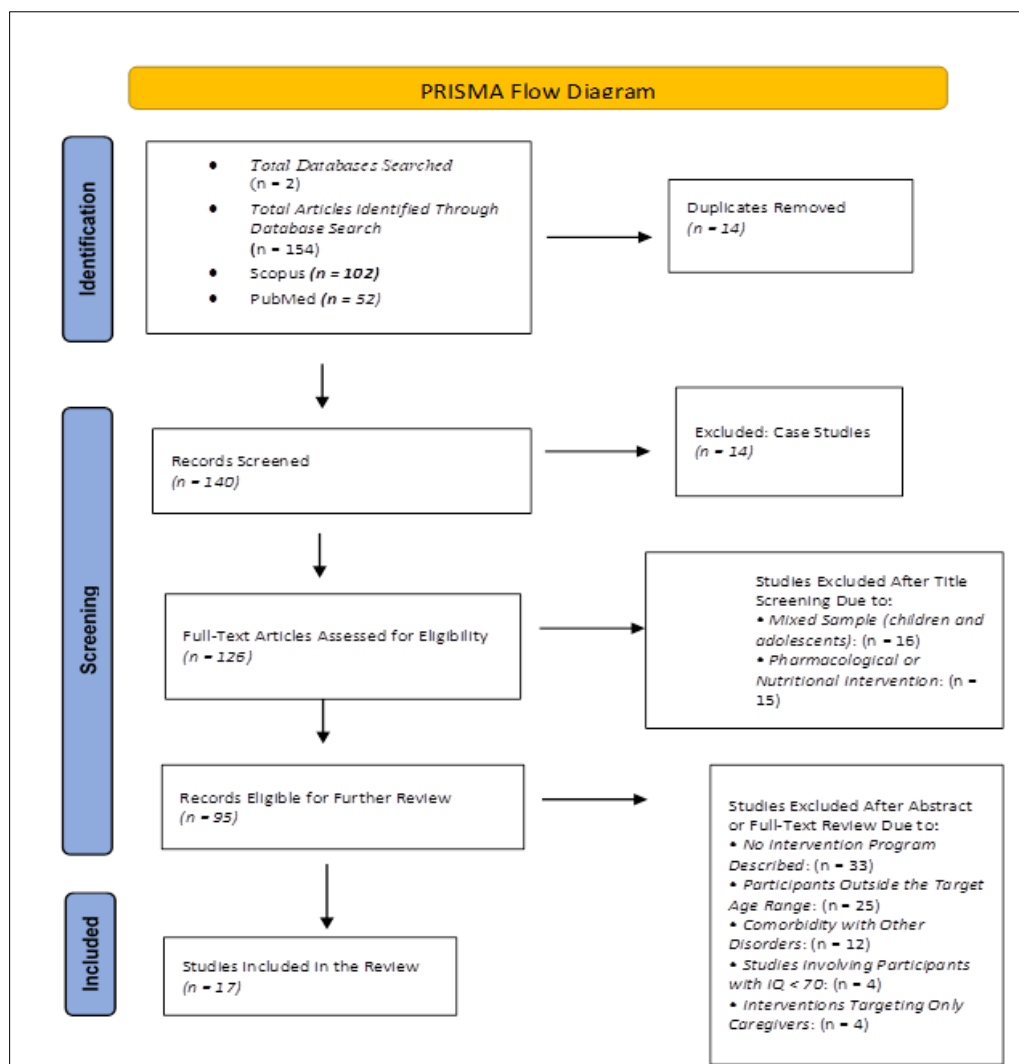 PRISMA Flow Diagram
Identification
• Total Databases Searched
(n = 2)
• Total Articles Identified Through
Database Search
(n = 154)
• Scopus (n = 102)
• PubMed (n = 52)
Duplicates Removed
(n = 14)
Screening
Records Screened
(n = 140)
Excluded: Case Studies
(n = 14)
Full-Text Articles Assessed for Eligibility
(n = 126)
Studies Excluded After Title
Screening Due to:
• Mixed Sample (children and
adolescents): (n = 16)
• Pharmacological or
Nutritional Intervention: (n =
15)
Records Eligible for Further Review
(n = 95)
Studies Excluded After Abstract
or Full-Text Review Due to:
• No Intervention Program
Described: (n = 33)
• Participants Outside the Target
Age Range: (n = 25)
• Comorbidity with Other
Disorders: (n = 12)
• Studies Involving Participants
with IQ < 70: (n = 4)
• Interventions Targeting Only
Caregivers: (n = 4)
Included
Studies Included in the Review
(n = 17)